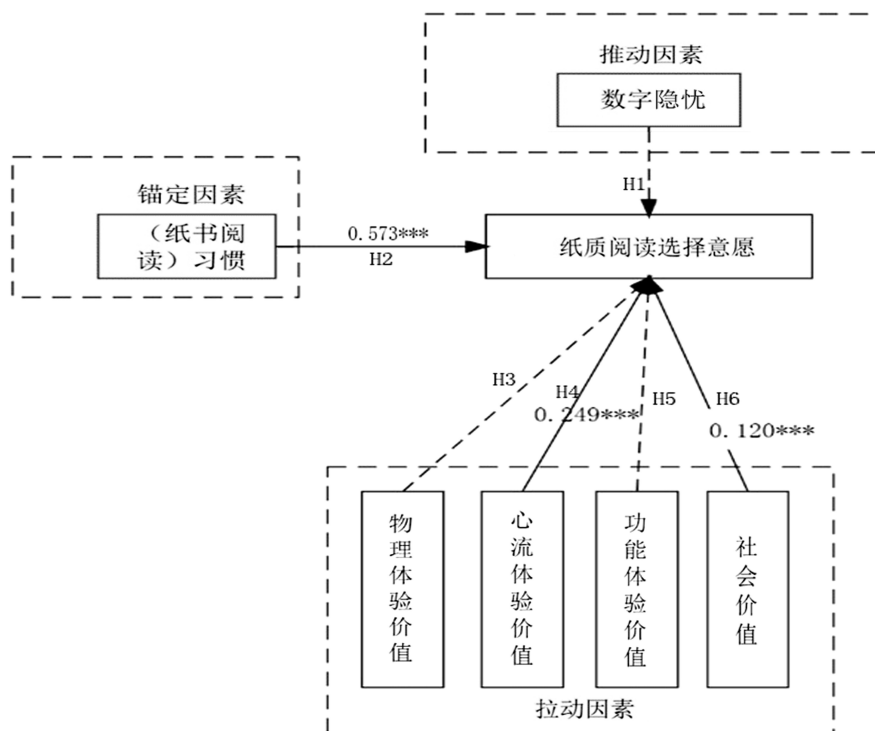 推动因素
数字隐忧
H1
锚定因素
（纸书阅
读）习惯
0.573***
H2
纸质阅读选择意愿
H3
H4
0.249***
H5
H6
0.120***
物理体验价值
心流体验价值
功能体验价值
社会价值
拉动因素